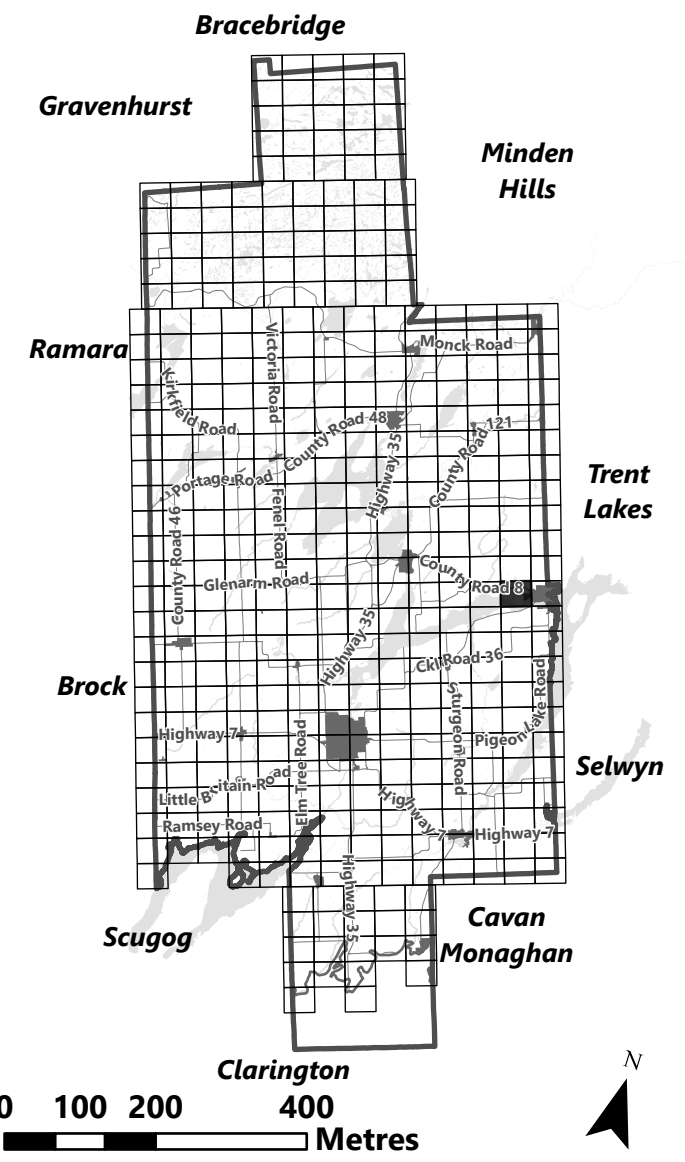 Bracebridge
Gravenhurst
Minden
Hills
Ramara
Monck Road
Victoria Road
Kirkfield Road
County Road 48
County Road 121
Highway 35
Portage Road
Trent
Lakes
Fenel Road
County Road 46
County Road 8
Glenarm Road
Highway 35
Ckl Road 36
Brock
Sturgeon Road
Pigeon Lake Road
Highway 7
Elm Tree Road
Selwyn
Little Britain Road
Highway 7
Ramsey Road
Highway 7
Highway 35
Scugog
Cavan
Monaghan
Clarington
N
0 100 200 400
Metres